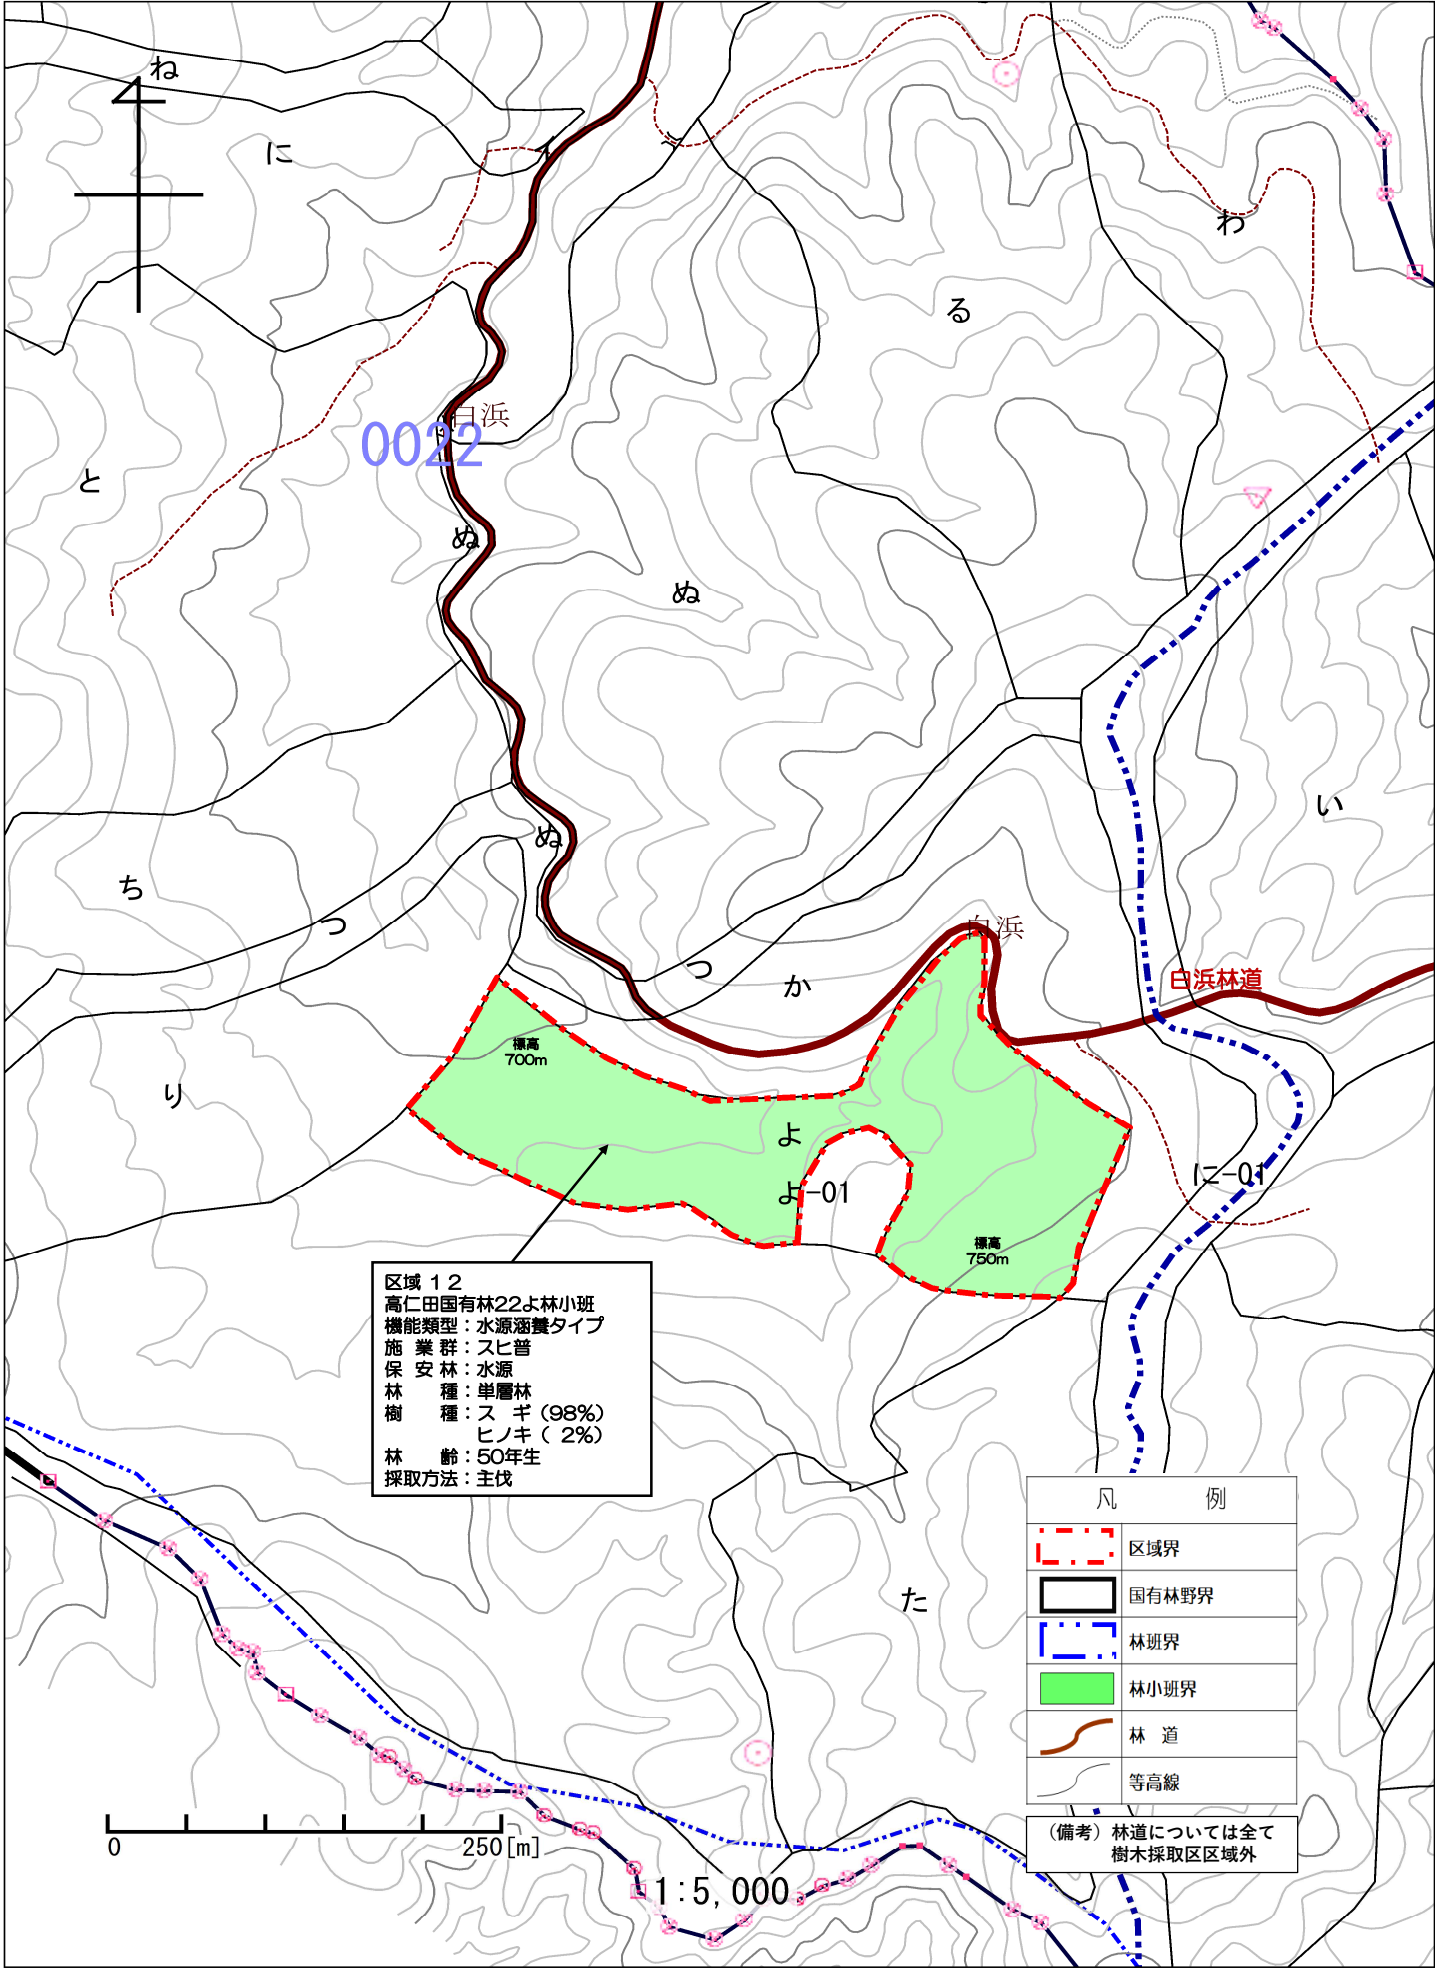 ね
に
イ
わ
る
白浜
0022
と
ぬ
ぬ
い
ぬ
ち
つ
白浜
つ
か
白浜林道
標高
700m
り
よ
に-01
よ-01
標高
750m
区域 12
高仁田国有林22よ林小班
機能類型：水源涵養タイプ
施 業 群：スヒ普
保 安 林：水源
林　　種：単層林
樹　　種：ス ギ（98%）
ヒノキ（ 2%）
林　　齢：50年生
採取方法：主伐
凡　例
区域界
国有林野界
林班界
た
林小班界
林 道
等高線
（備考）林道については全て
樹木採取区区域外
0 250[m]
1:5,000